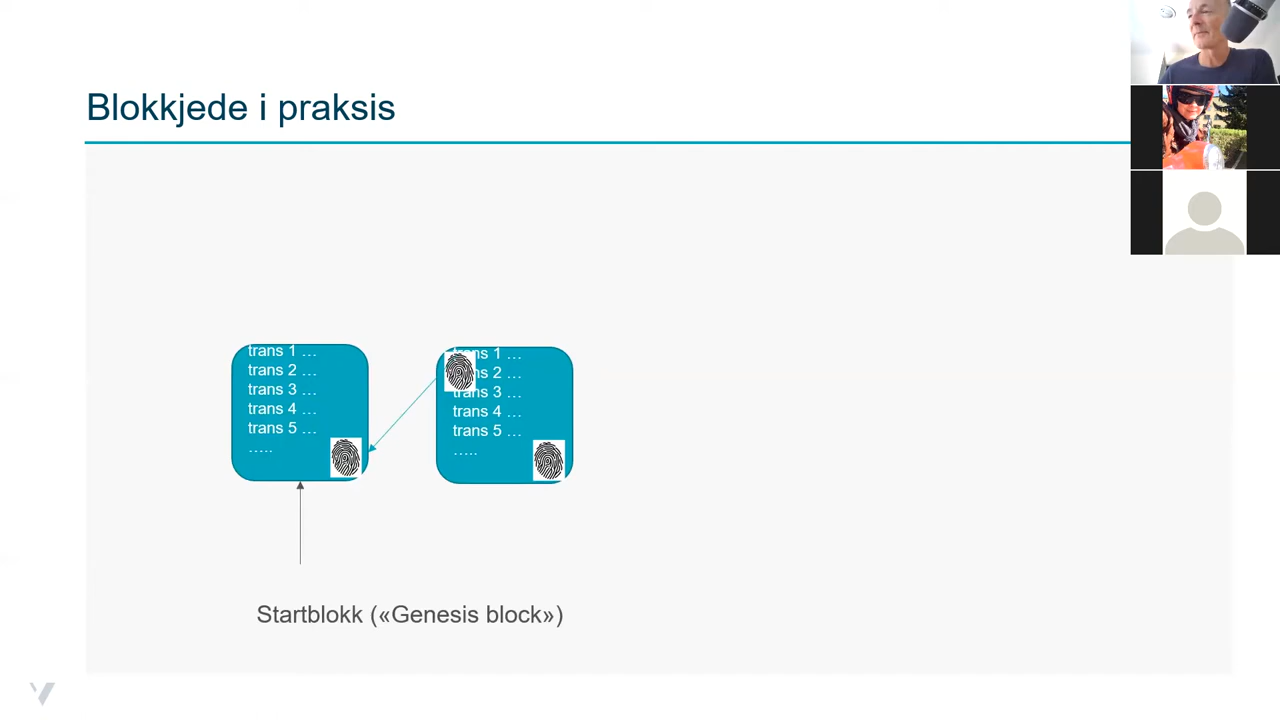 Blokkjede i praksis
trans 1 …
trans 2 …
trans 3 …
trans 4 …
trans 5 …
…..
trans 1 …
trans 2 …
trans 3 …
trans 4 …
trans 5 …
…..
Startblokk («Genesis block»)